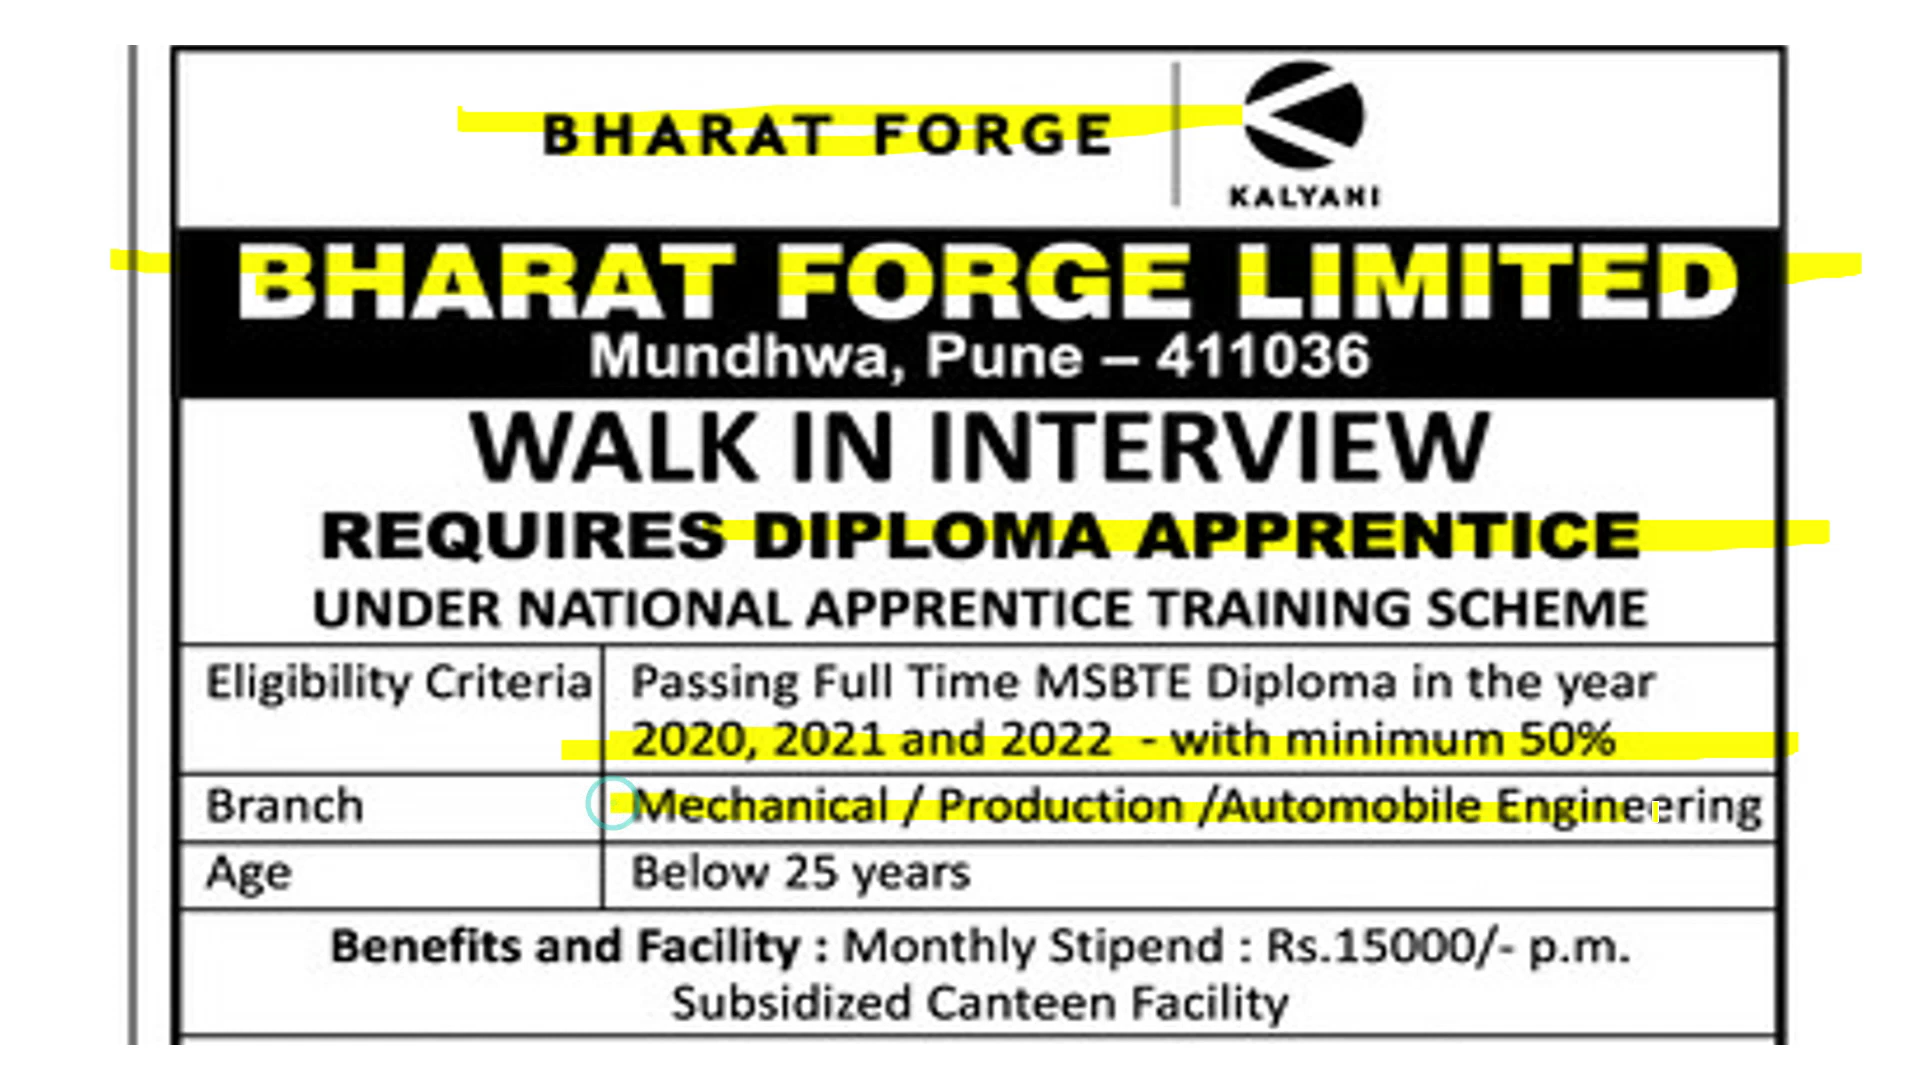 BHARAT FORGE
KALYANI
BHARAT FORGE LIMITED
Mundhwa, Pune – 411036
WALK IN INTERVIEW
REQUIRES DIPLOMA APPRENTICE
UNDER NATIONAL APPRENTICE TRAINING SCHEME
Eligibility Criteria Passing Full Time MSBTE Diploma in the year
2020, 2021 and 2022 - with minimum 50%
Branch Mechanical / Production /Automobile Engineering
Age Below 25 years
Benefits and Facility : Monthly Stipend : Rs.15000/- p.m.
Subsidized Canteen Facility